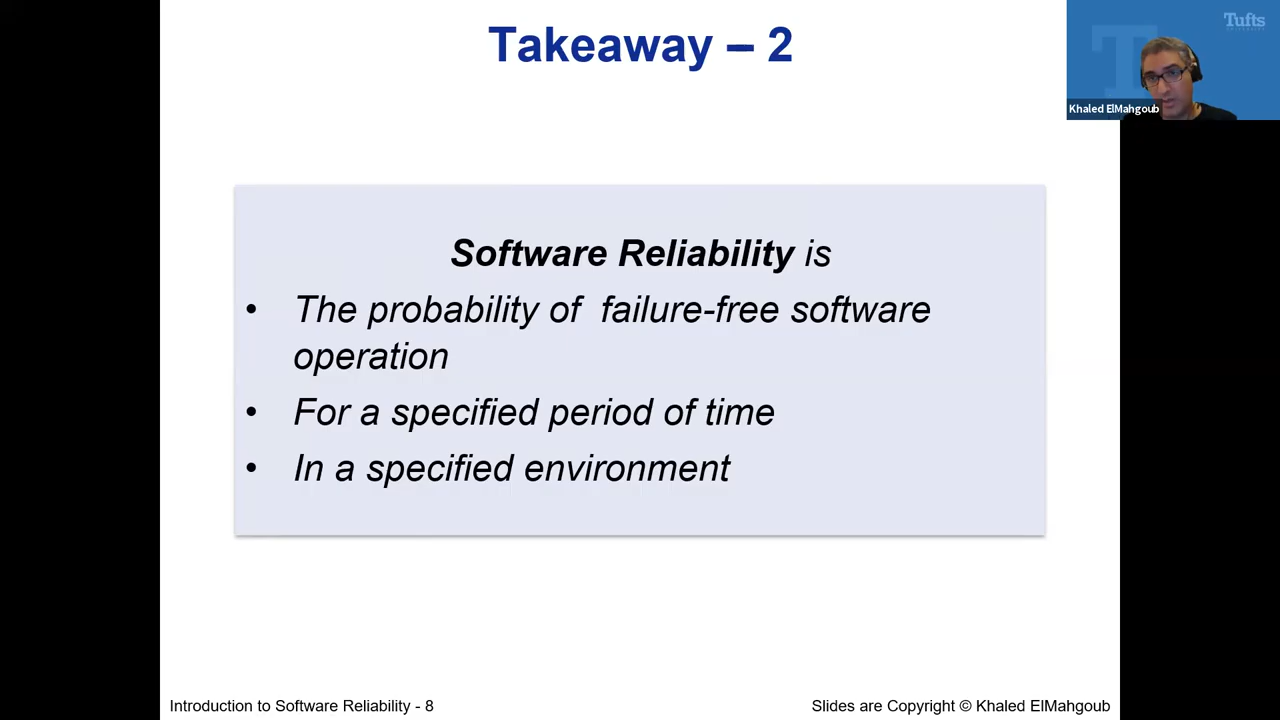 Takeaway – 2
Tufts
Khaled ElMahgoub
Software Reliability is
• The probability of failure-free software
operation
• For a specified period of time
• In a specified environment
Introduction to Software Reliability - 8
Slides are Copyright © Khaled ElMahgoub